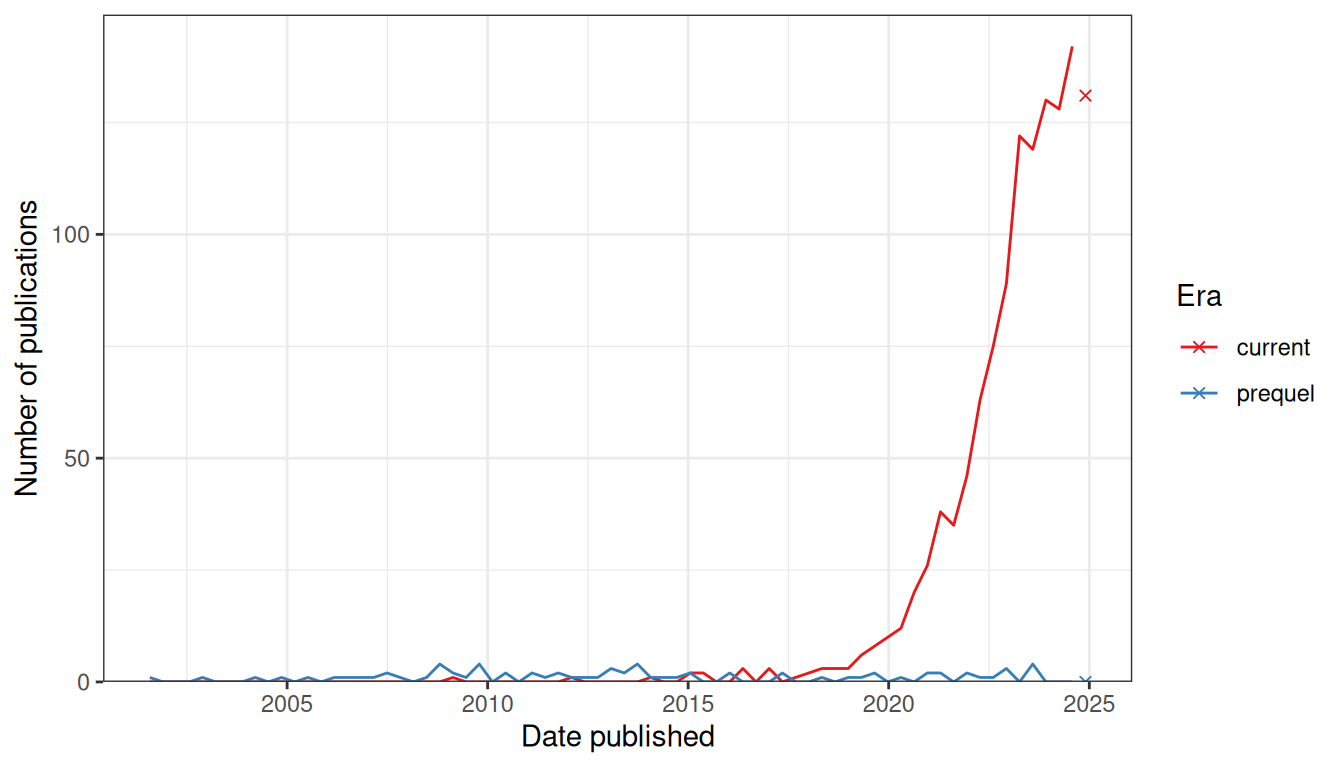 Number of publications
100
50
0
2005 2010 2015 2020 2025
Date published
Era
current
prequel